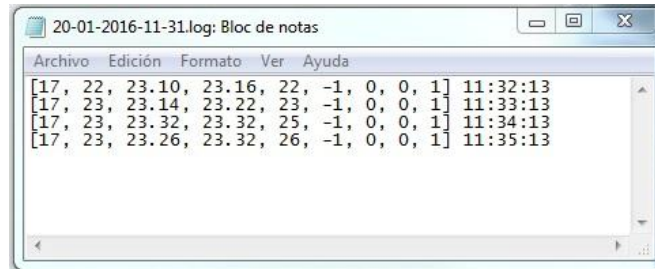 20-01-2016-11-31.log: Bloc de notas
Archivo Edición Formato Ver Ayuda
[17, 22, 23.10, 23.16, 22, -1, 0, 0, 1] 11:32:13
[17, 23, 23.14, 23.22, 23, -1, 0, 0, 1] 11:33:13
[17, 23, 23.32, 23.32, 25, -1, 0, 0, 1] 11:34:13
[17, 23, 23.26, 23.32, 26, -1, 0, 0, 1] 11:35:13